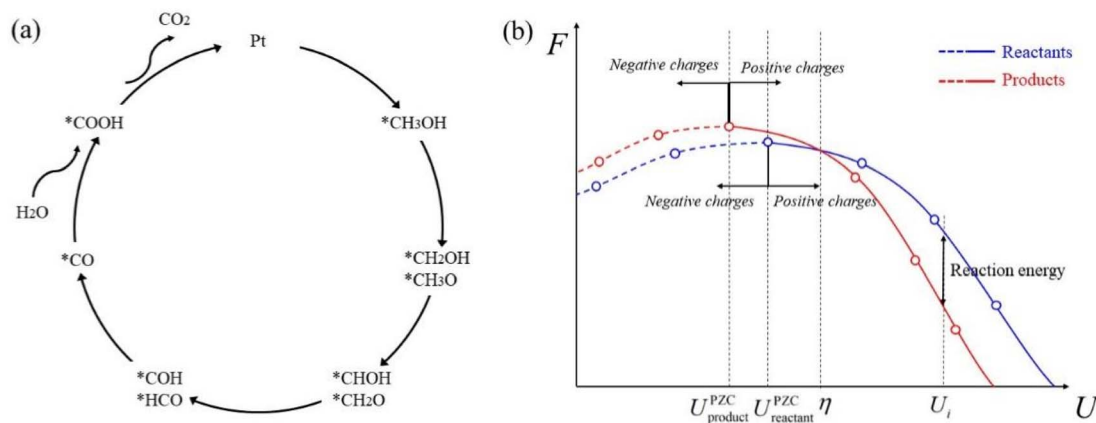 (a)
CO2
Pt
*COOH
*CH3OH
H2O
*CO
*CH2OH
*CH3O
*COH
*HCO
*CHOH
*CH2O
(b)
F
Reactants
Products
Negative charges Positive charges
Negative charges Positive charges
Reaction energy
U^PZC_product U^PZC_reactant η U_i U